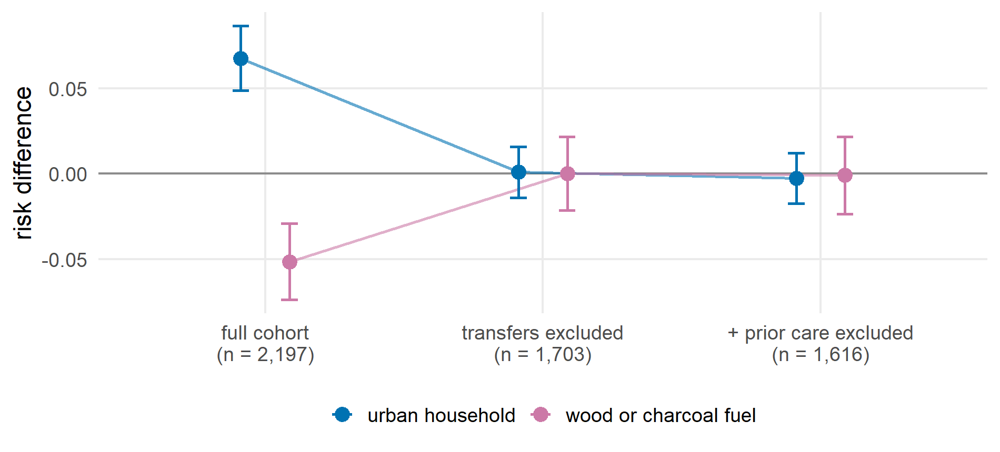 risk difference
0.05
0.00
-0.05
full cohort
(n = 2,197)
transfers excluded
(n = 1,703)
+ prior care excluded
(n = 1,616)
urban household
wood or charcoal fuel